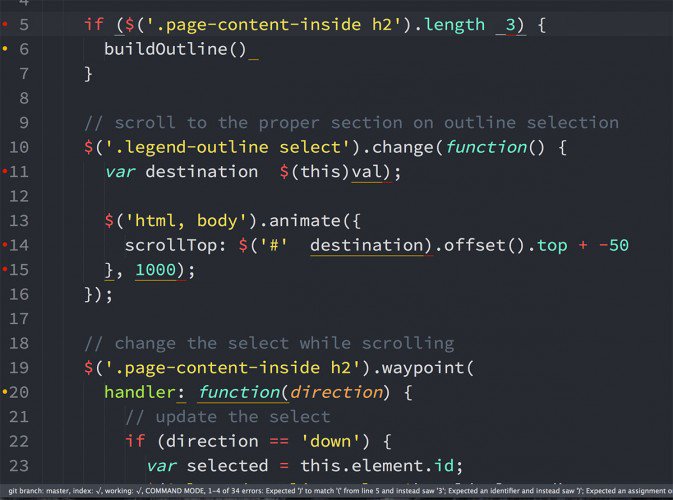 4
5 if ($('.page-content-inside h2').length 3) {
6 buildOutline()
7 }
8
9 // scroll to the proper section on outline selection
10 $('.legend-outline select').change(function() {
11 var destination $(this)val);
12
13 $('html, body').animate({
14 scrollTop: $('#' destination).offset().top + -50
15 }, 1000);
16 });
17
18 // change the select while scrolling
19 $('.page-content-inside h2').waypoint(
20 handler: function(direction) {
21 // update the select
22 if (direction == 'down') {
23 var selected = this.element.id;
git branch: master, index: √, working: √, COMMAND MODE, 1-4 of 34 errors: Expected ')' to match '(' from line 5 and instead saw '3'; Expected an identifier and instead saw ')'; Expected an assignment o